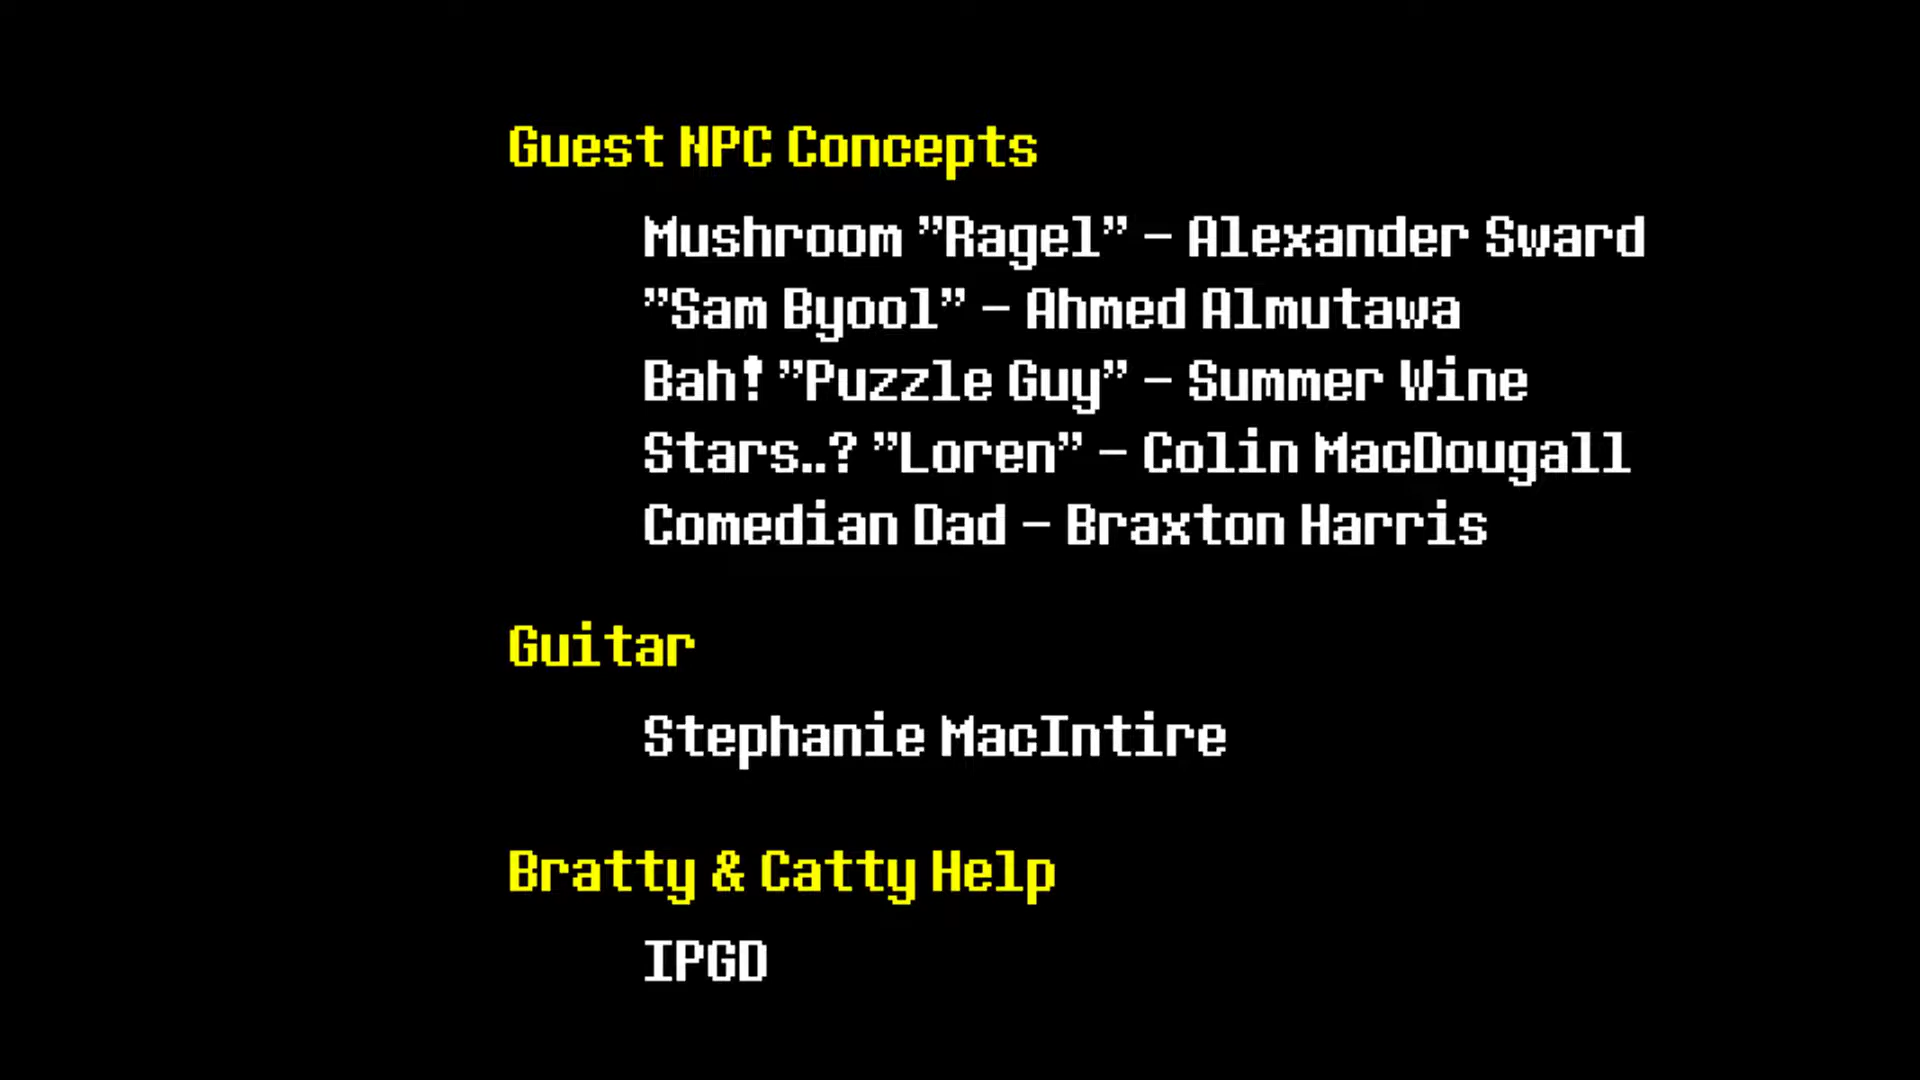 Guest NPC Concepts
Mushroom "Ragel" - Alexander Sward
"Sam Byool" - Ahmed Almutawa
Bah! "Puzzle Guy" - Summer Wine
Stars..? "Loren" - Colin MacDougall
Comedian Dad - Braxton Harris
Guitar
Stephanie MacIntire
Bratty & Catty Help
IPGD